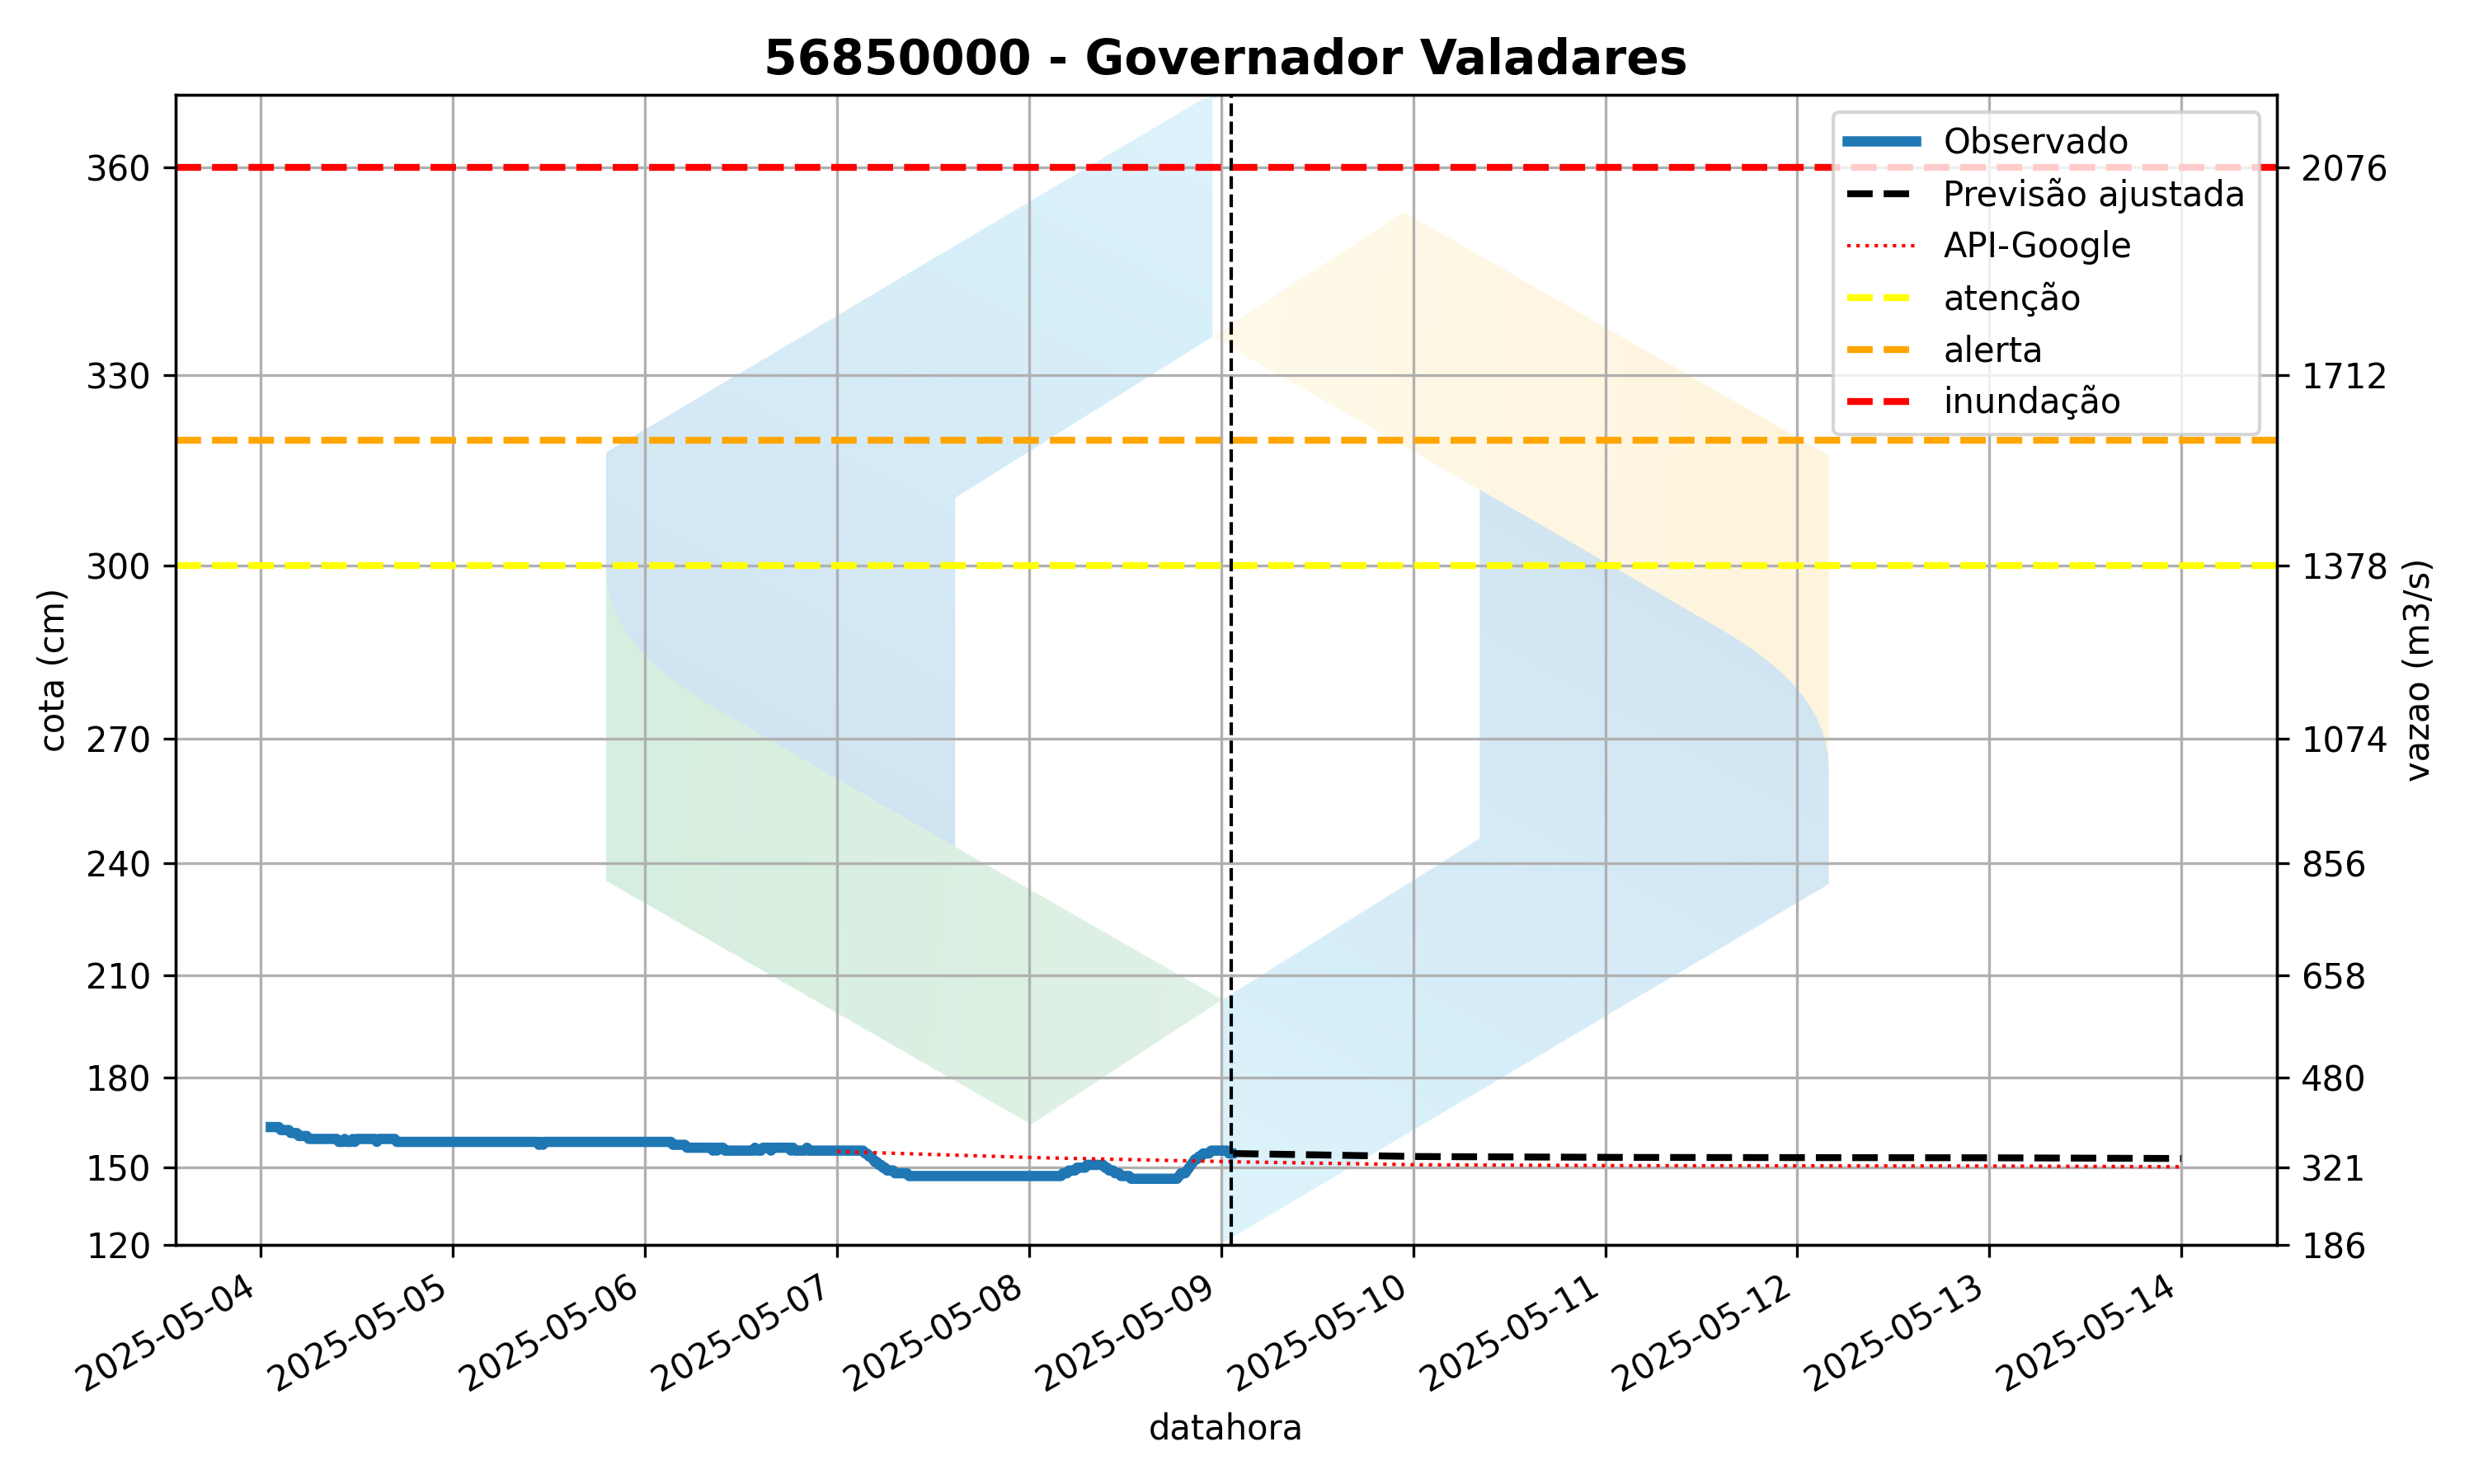 56850000 - Governador Valadares
Observado
Previsão ajustada
API-Google
atenção
alerta
inundação
cota (cm)
360
330
300
270
240
210
180
150
120
2076
1712
1378
1074
856
658
480
321
186
vazao (m3/s)
2025-05-04
2025-05-05
2025-05-06
2025-05-07
2025-05-08
2025-05-09
2025-05-10
2025-05-11
2025-05-12
2025-05-13
2025-05-14
datahora